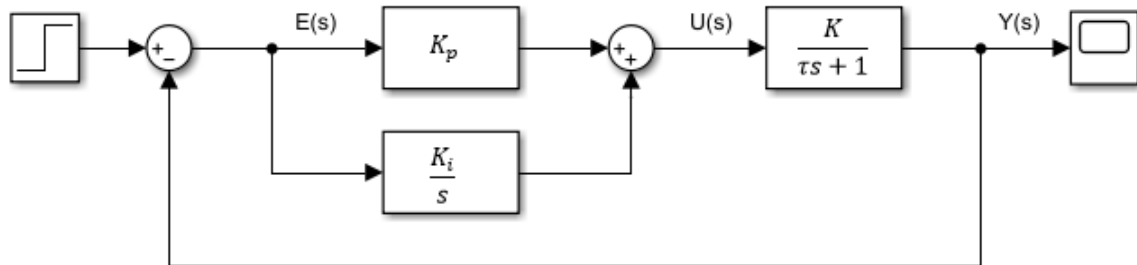 E(s)
U(s)
Y(s)
+
−
K_p
+
+
K
τs + 1
K_i
s